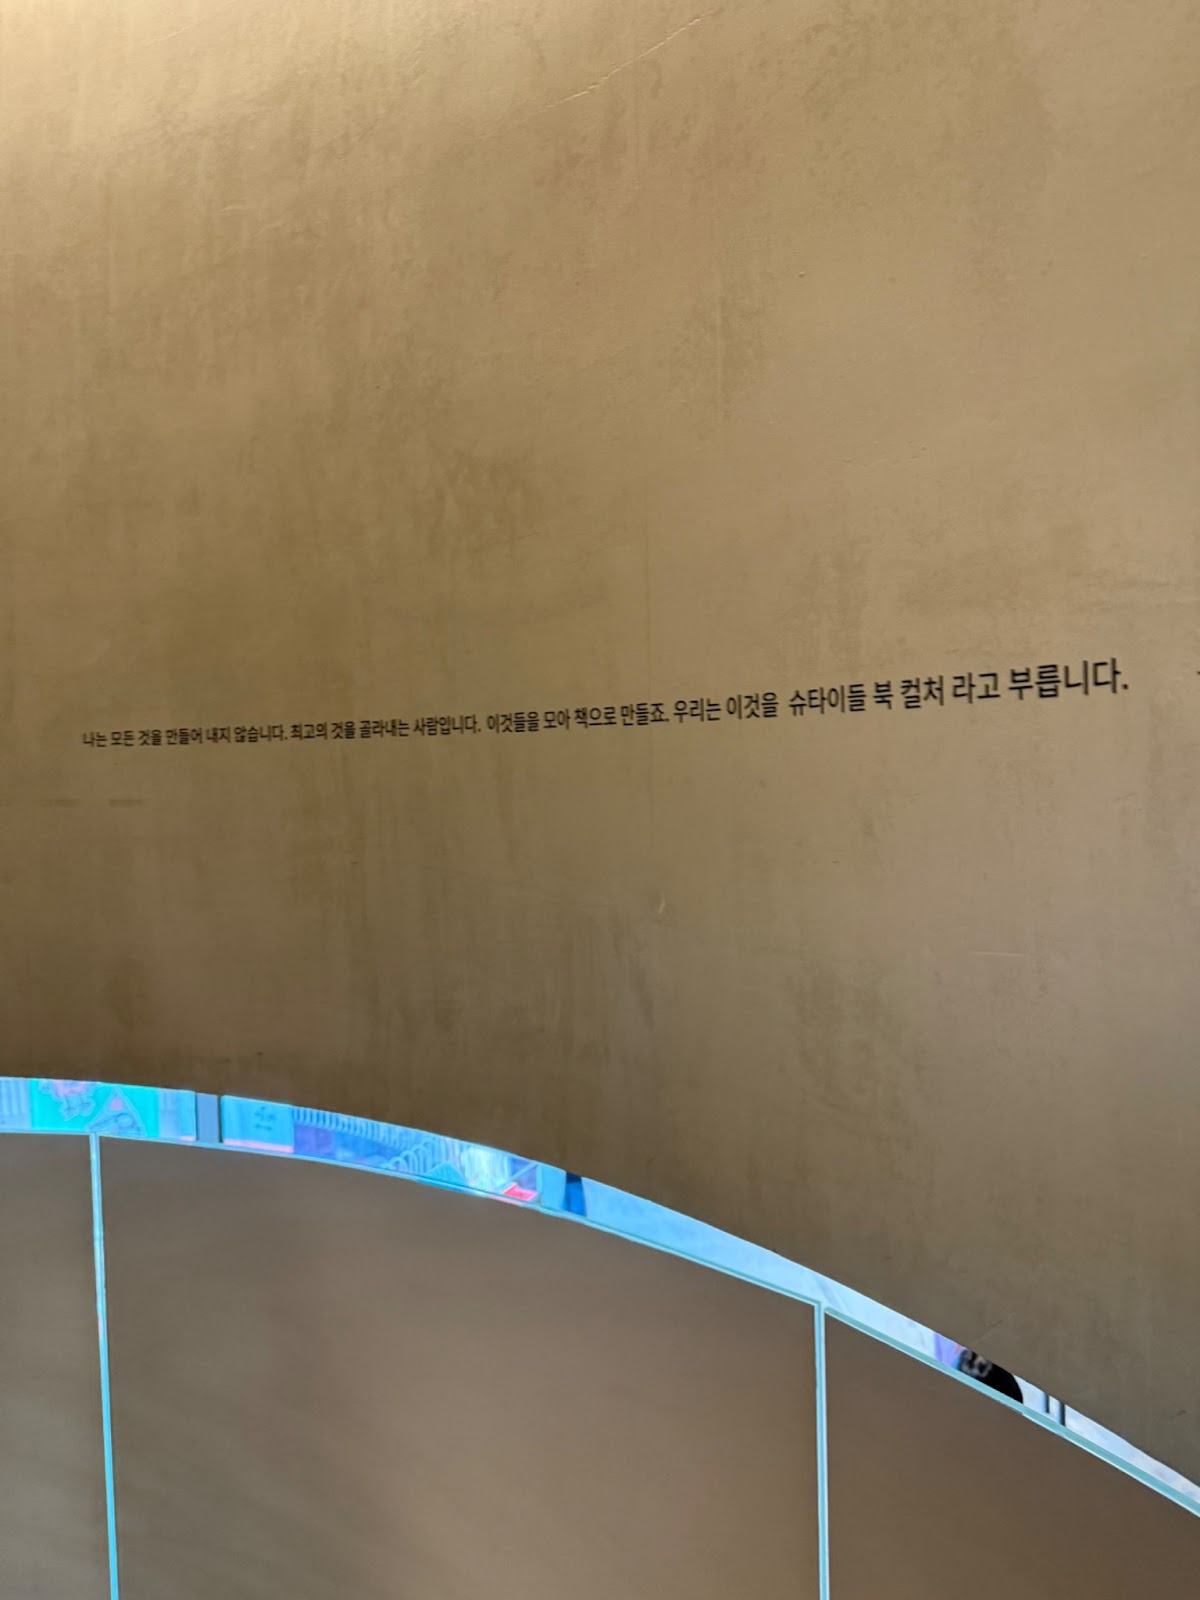 나는 모든 것을 만들어 내지 않습니다. 최고의 것을 골라내는 사람입니다. 이것들을 모아 책으로 만들죠. 우리는 이것을 슈타이들 북 컬처 라고 부릅니다.